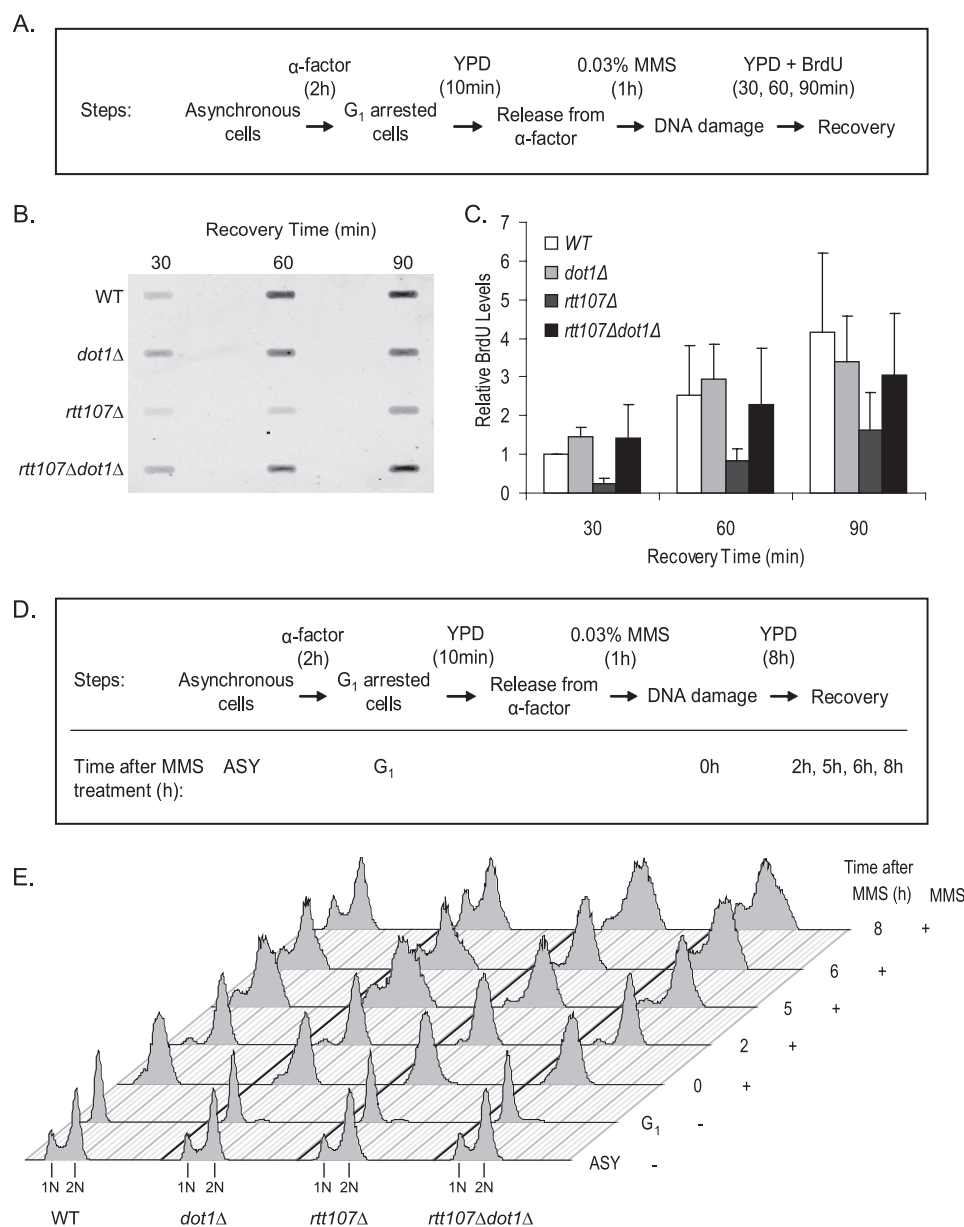 A.
α-factor
(2h)
YPD
(10min)
0.03% MMS
(1h)
YPD + BrdU
(30, 60, 90min)
Steps:
Asynchronous
cells
G1 arrested
cells
Release from
α-factor
DNA damage
Recovery
B.
Recovery Time (min)
30 60 90
WT
dot1Δ
rtt107Δ
rtt107Δdot1Δ
C.
Relative BrdU Levels
7
6
5
4
3
2
1
0
WT
dot1Δ
rtt107Δ
rtt107Δdot1Δ
30 60 90
Recovery Time (min)
D.
α-factor
(2h)
YPD
(10min)
0.03% MMS
(1h)
YPD
(8h)
Steps:
Asynchronous
cells
G1 arrested
cells
Release from
α-factor
DNA damage
Recovery
Time after MMS
treatment (h):
ASY G1 0h 2h, 5h, 6h, 8h
E.
Time after
MMS (h) MMS
8 +
6 +
5 +
2 +
0 +
G1 -
ASY -
1N 2N 1N 2N 1N 2N 1N 2N
WT dot1Δ rtt107Δ rtt107Δdot1Δ